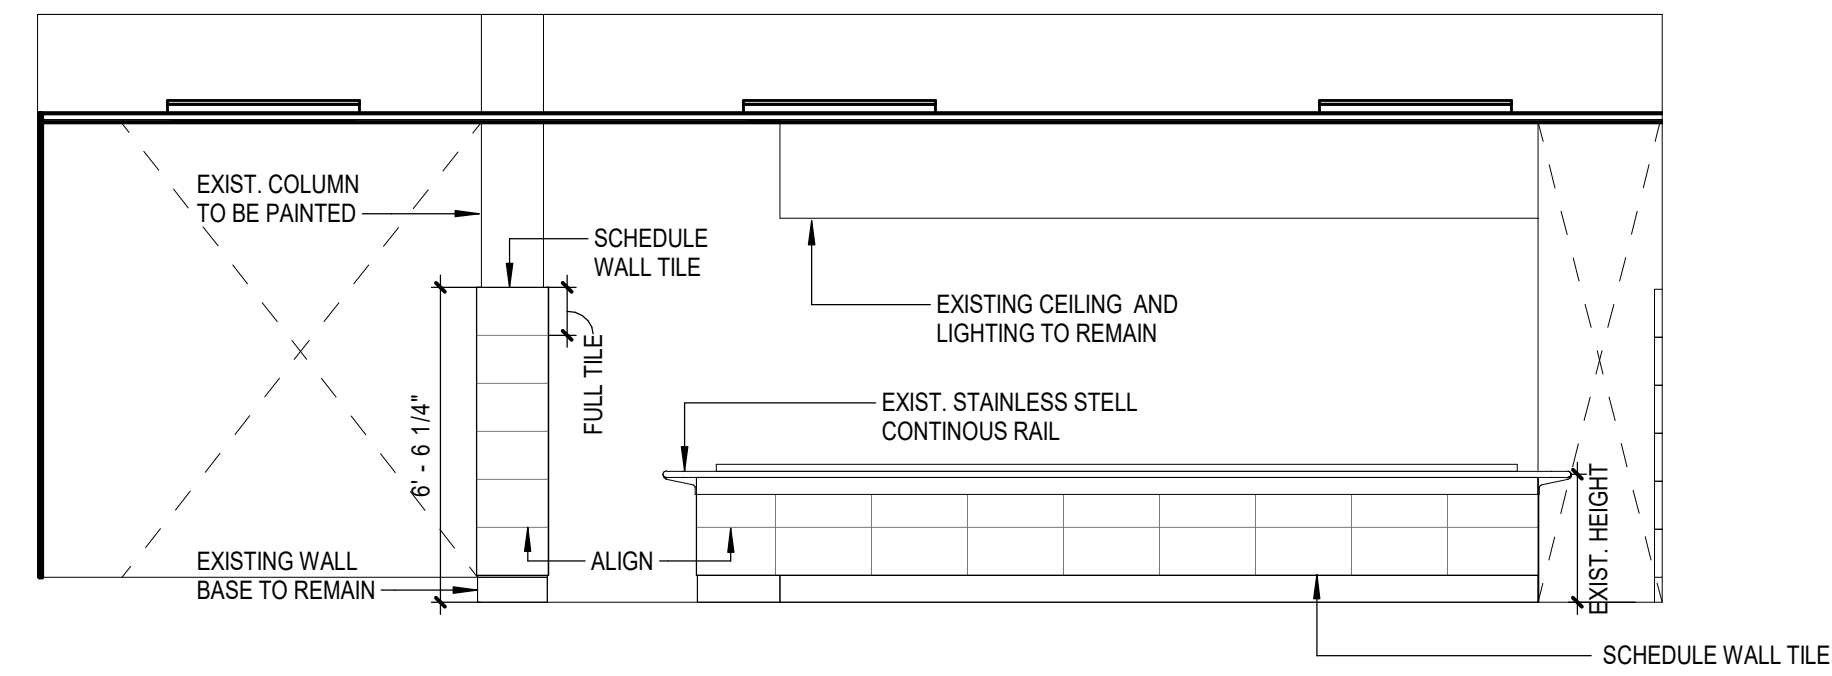 EXIST. COLUMN
TO BE PAINTED
SCHEDULE
WALL TILE
EXISTING CEILING AND
LIGHTING TO REMAIN
FULL TILE
6' - 6 1/4"
EXIST. STAINLESS STELL
CONTINOUS RAIL
EXIST. HEIGHT
EXISTING WALL
BASE TO REMAIN
ALIGN
SCHEDULE WALL TILE